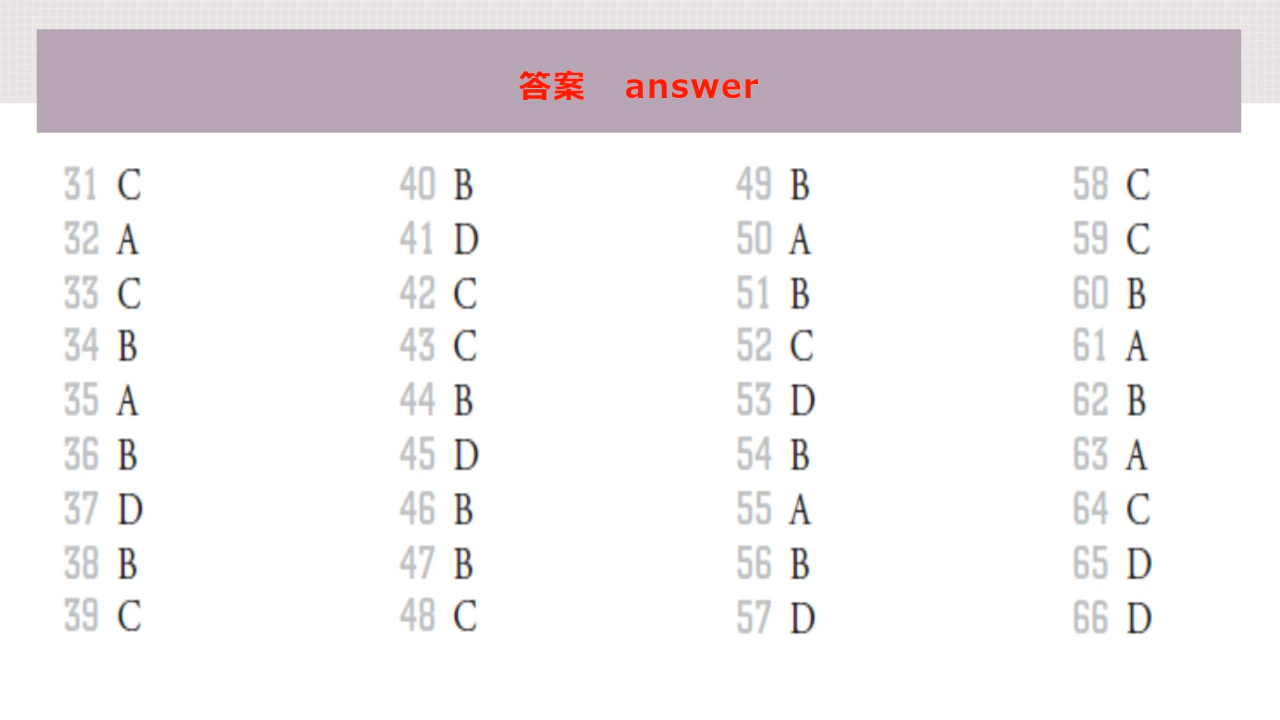 答案 answer
31 C
32 A
33 C
34 B
35 A
36 B
37 D
38 B
39 C
40 B
41 D
42 C
43 C
44 B
45 D
46 B
47 B
48 C
49 B
50 A
51 B
52 C
53 D
54 B
55 A
56 B
57 D
58 C
59 C
60 B
61 A
62 B
63 A
64 C
65 D
66 D